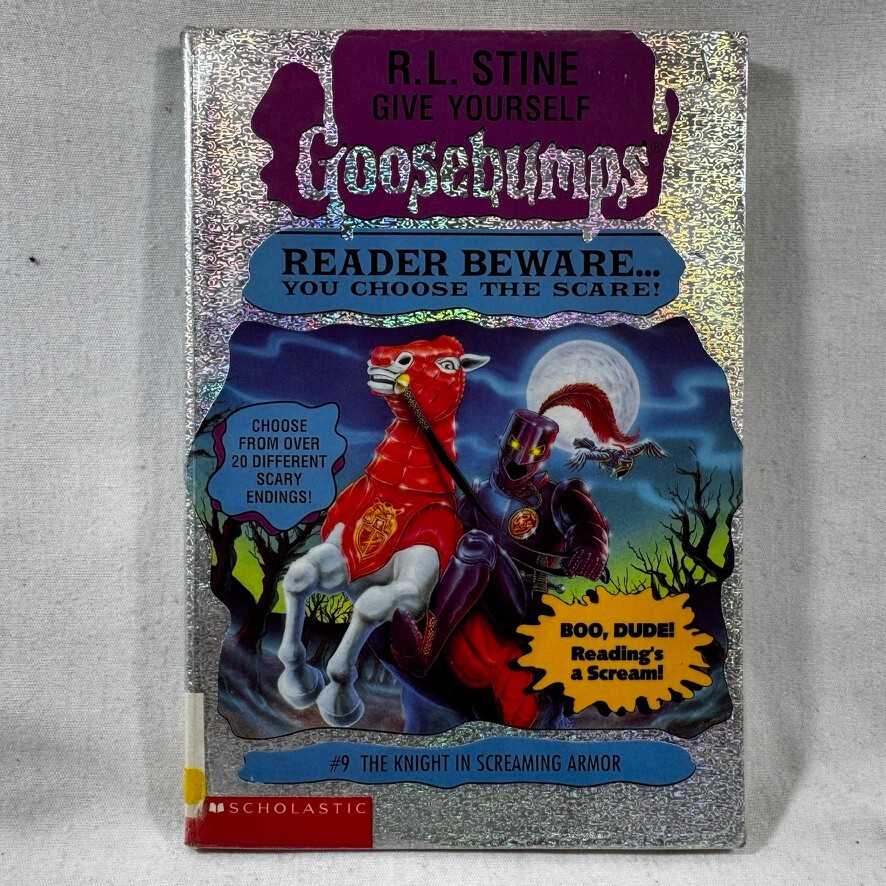 R.L. STINE
GIVE YOURSELF
Goosebumps®
READER BEWARE...
YOU CHOOSE THE SCARE!
CHOOSE
FROM OVER
20 DIFFERENT
SCARY
ENDINGS!
BOO, DUDE!
Reading's
a Scream!
#9 THE KNIGHT IN SCREAMING ARMOR
SCHOLASTIC